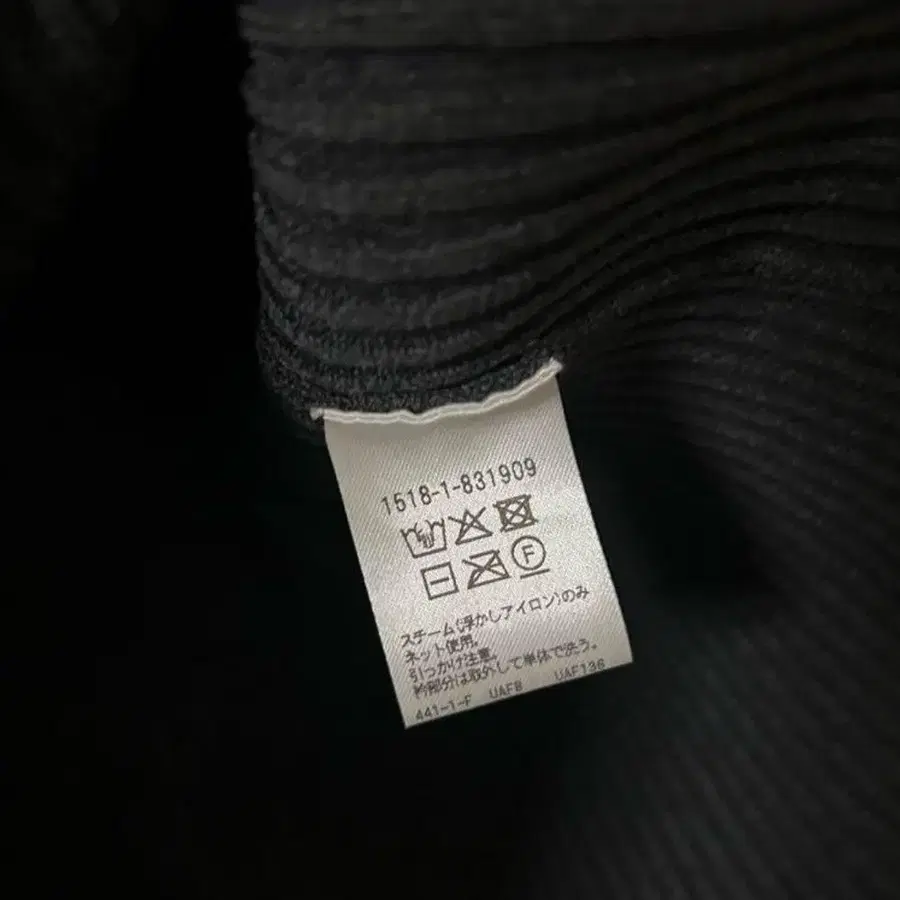 1518-1-831909
F
スチーム(浮かしアイロン)のみ
ネット使用。
引っかけ注意。
衿部分は取外して単体で洗う。
441-1-F UAF8 UAF136